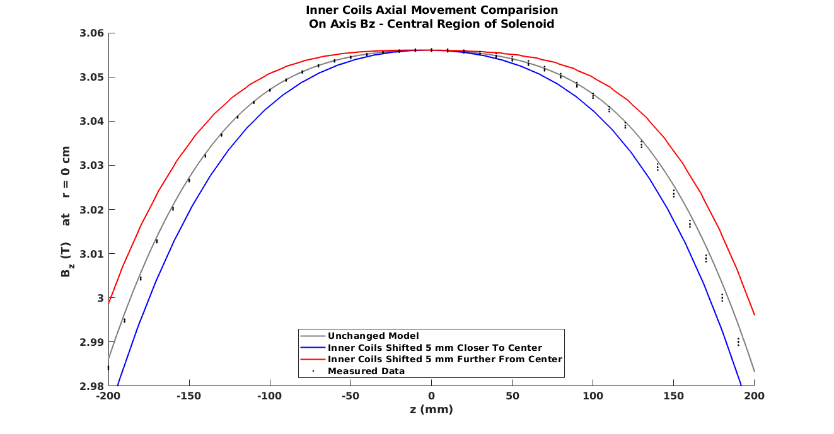 Inner Coils Axial Movement Comparision
On Axis Bz - Central Region of Solenoid
3.06
3.05
3.04
3.03
3.02
3.01
3
2.99
2.98
B_z (T) at r = 0 cm
Unchanged Model
Inner Coils Shifted 5 mm Closer To Center
Inner Coils Shifted 5 mm Further From Center
Measured Data
-200 -150 -100 -50 0 50 100 150 200
z (mm)